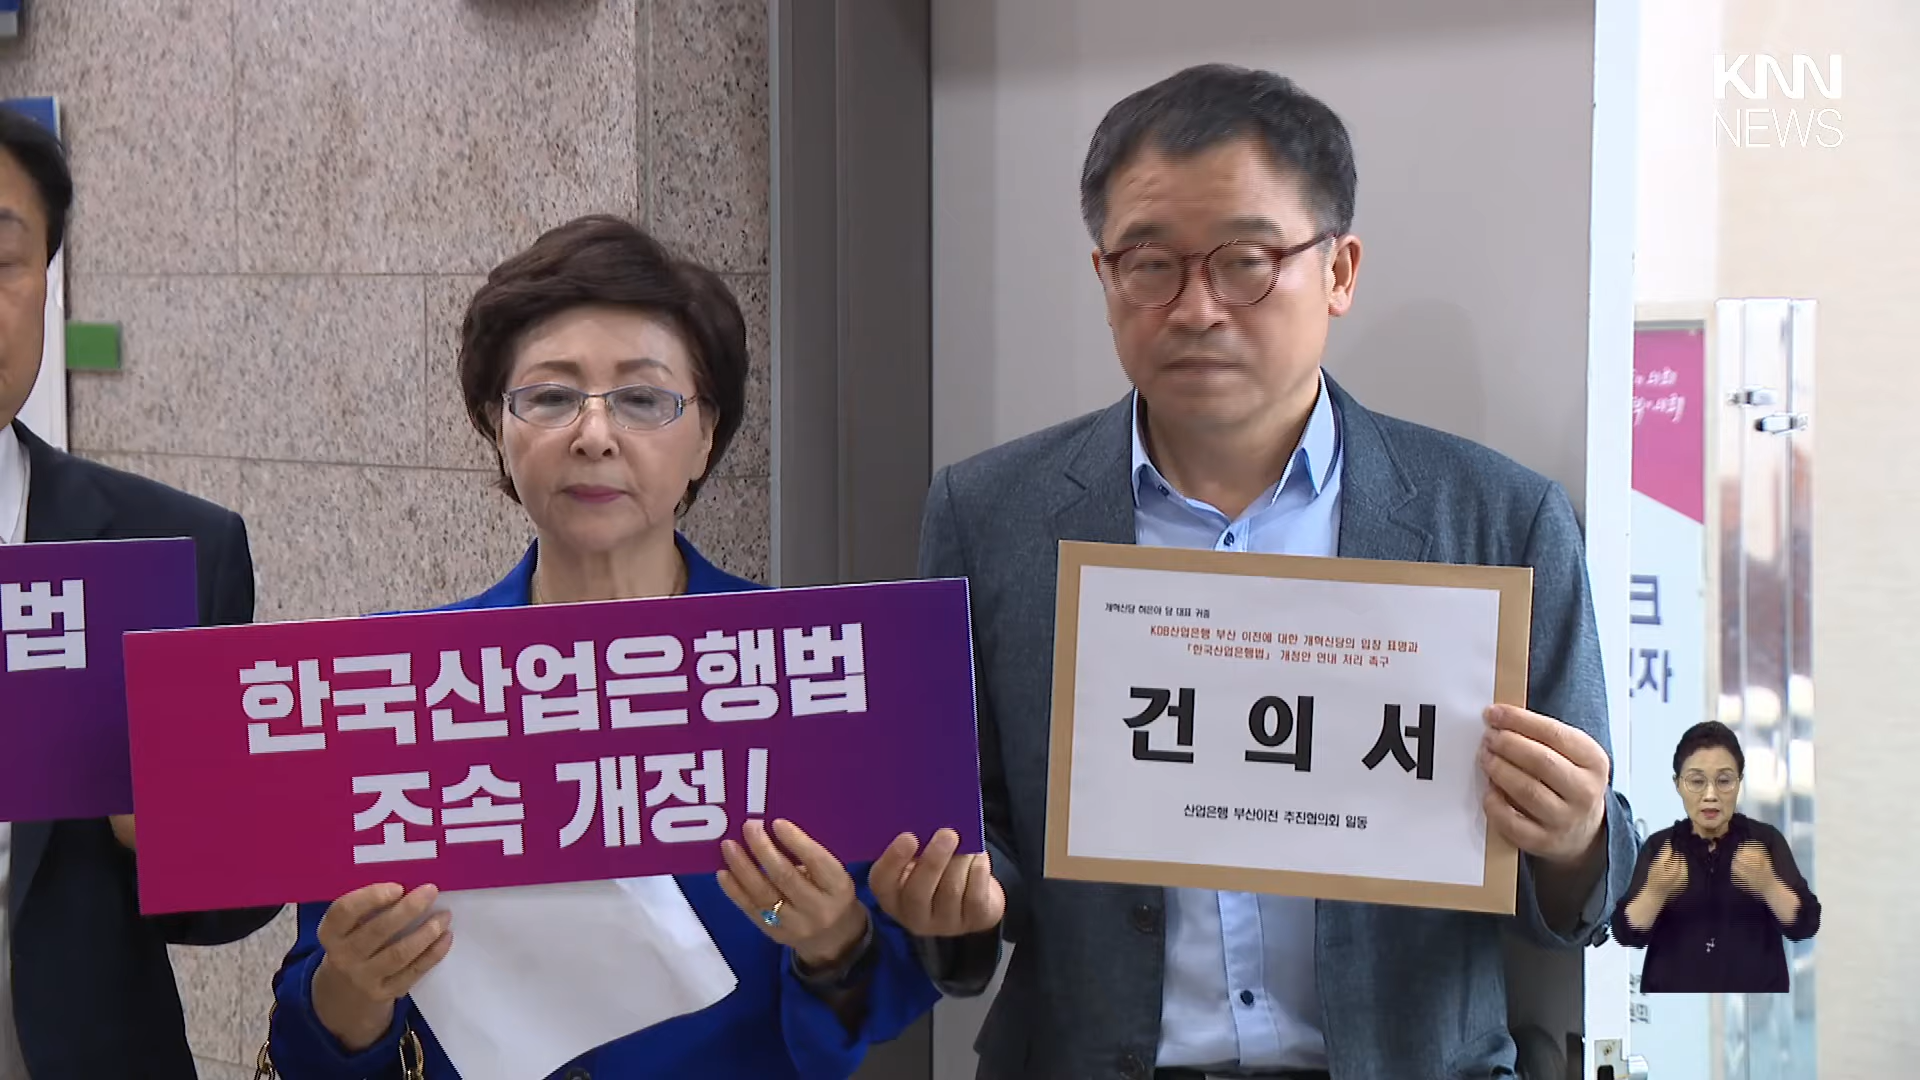 KNN
NEWS
법
한국산업은행법
조속 개정!
개혁신당 허은아 당 대표 귀중
KDB산업은행 부산 이전에 대한 개혁신당의 입장 표명과
「한국산업은행법」 개정안 연내 처리 촉구
건 의 서
산업은행 부산이전 추진협의회 일동
크
자